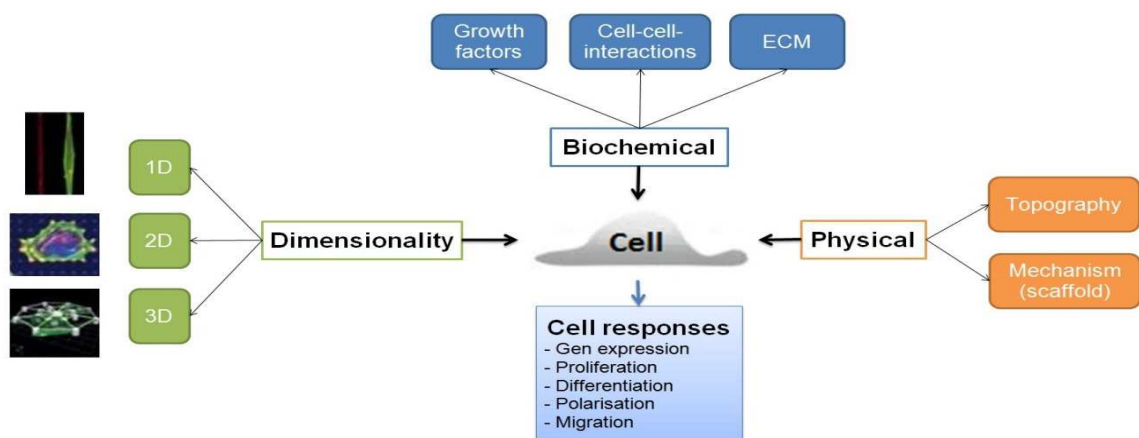 Growth
factors
Cell-cell-
interactions
ECM
Biochemical
1D
2D
3D
Dimensionality
Cell
Physical
Topography
Mechanism
(scaffold)
Cell responses
- Gen expression
- Proliferation
- Differentiation
- Polarisation
- Migration